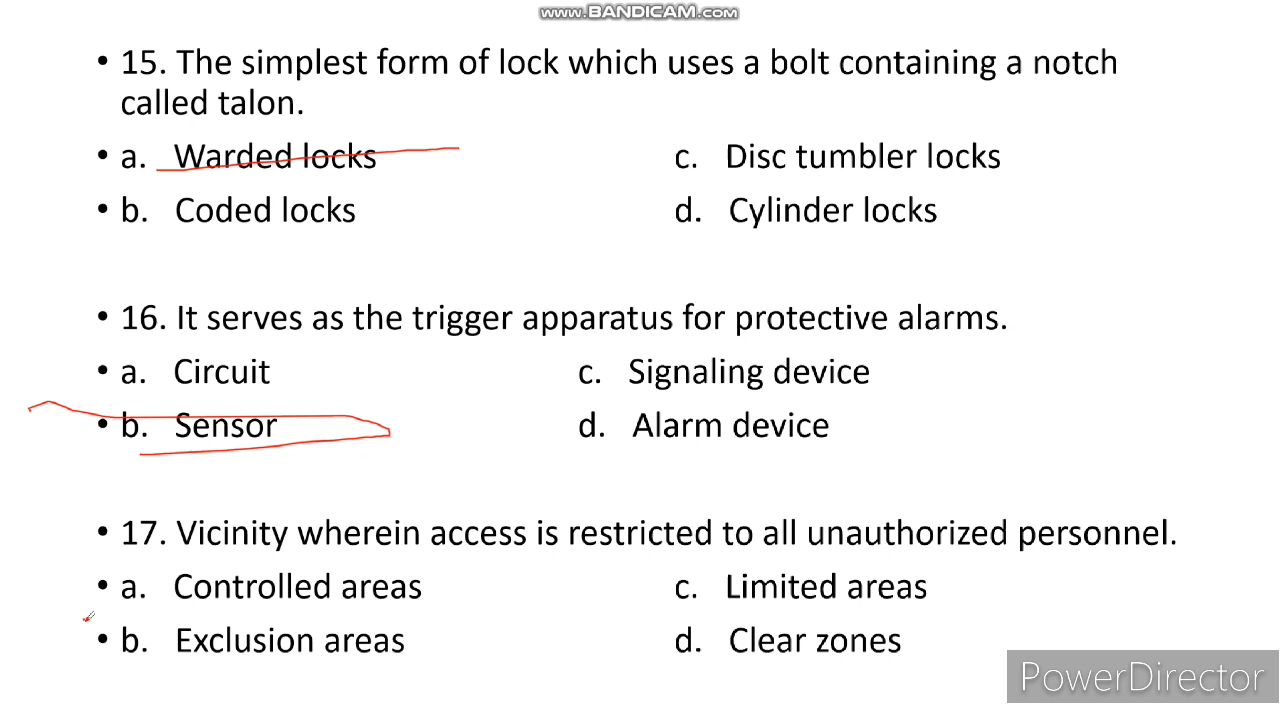 www.BANDICAM.com
• 15. The simplest form of lock which uses a bolt containing a notch
called talon.
• a. Warded locks c. Disc tumbler locks
• b. Coded locks d. Cylinder locks
• 16. It serves as the trigger apparatus for protective alarms.
• a. Circuit c. Signaling device
• b. Sensor d. Alarm device
• 17. Vicinity wherein access is restricted to all unauthorized personnel.
• a. Controlled areas c. Limited areas
• b. Exclusion areas d. Clear zones
PowerDirector